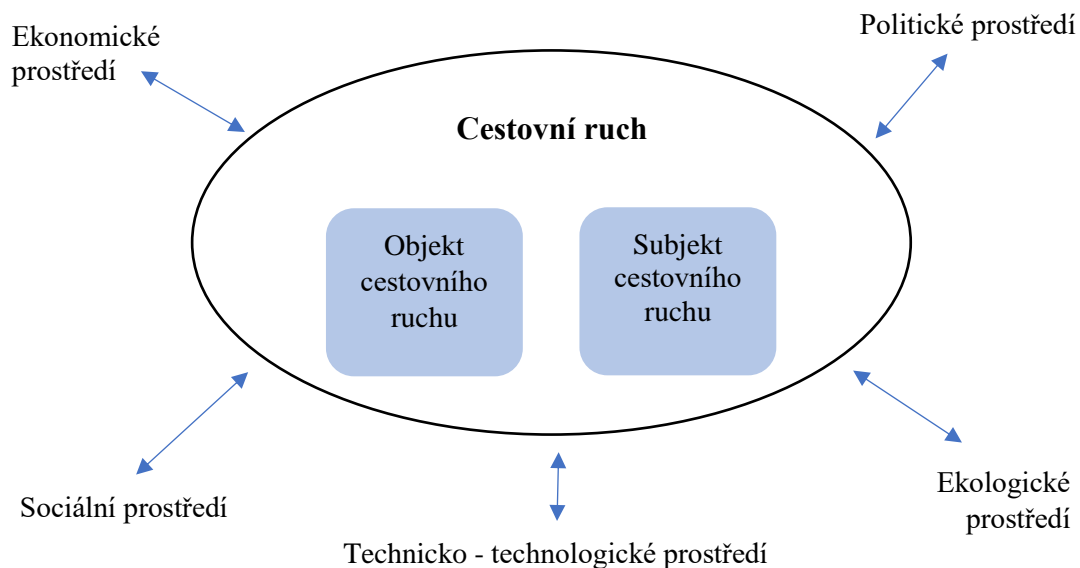 Ekonomické
prostředí
Politické prostředí
Cestovní ruch
Objekt
cestovního
ruchu
Subjekt
cestovního
ruchu
Sociální prostředí
Ekologické
prostředí
Technicko - technologické prostředí